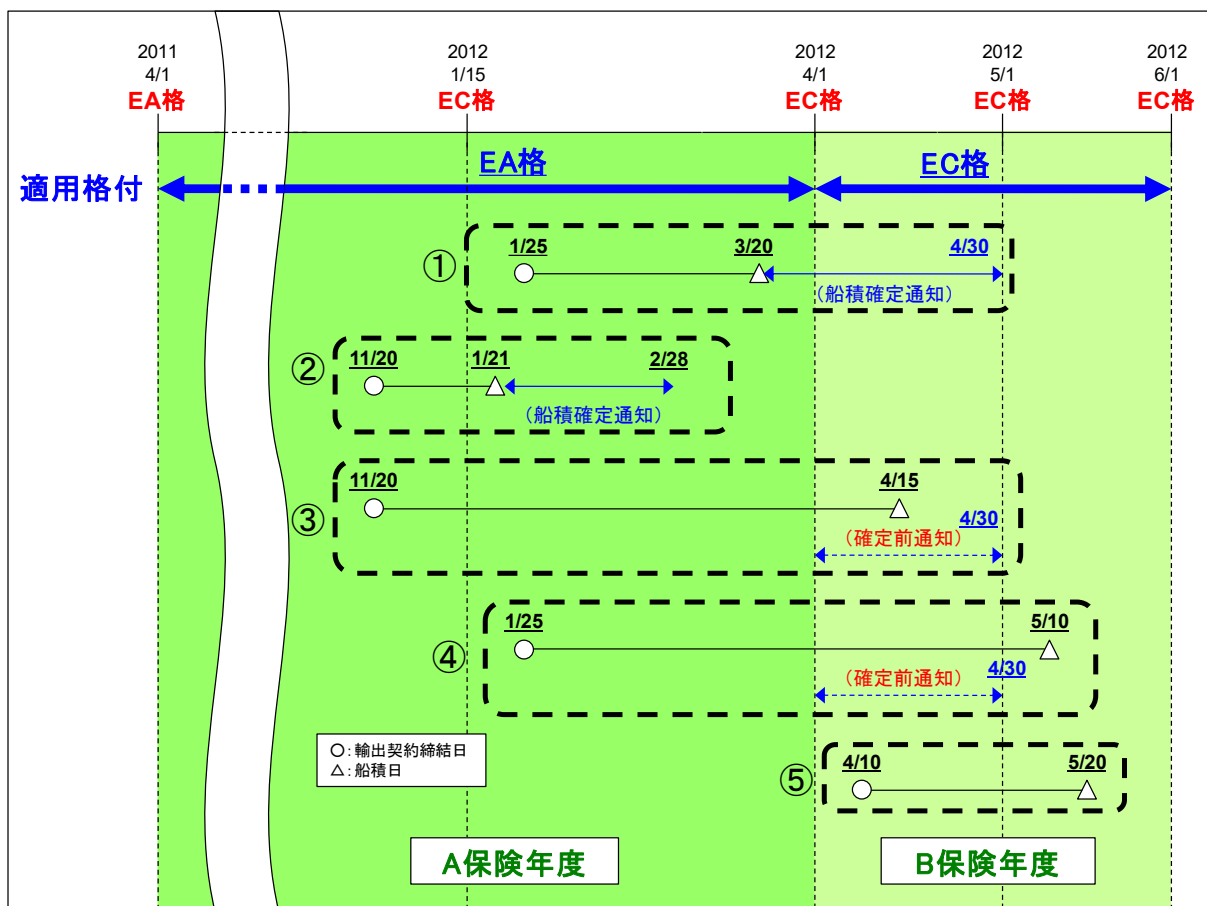 2011
4/1
EA格
2012
1/15
EC格
2012
4/1
EC格
2012
5/1
EC格
2012
6/1
EC格
適用格付
EA格
EC格
①
1/25
3/20
4/30
（船積確定通知）
②
11/20
1/21
2/28
（船積確定通知）
③
11/20
4/15
4/30
（確定前通知）
④
1/25
5/10
4/30
（確定前通知）
○：輸出契約締結日
△：船積日
⑤
4/10
5/20
A保険年度
B保険年度